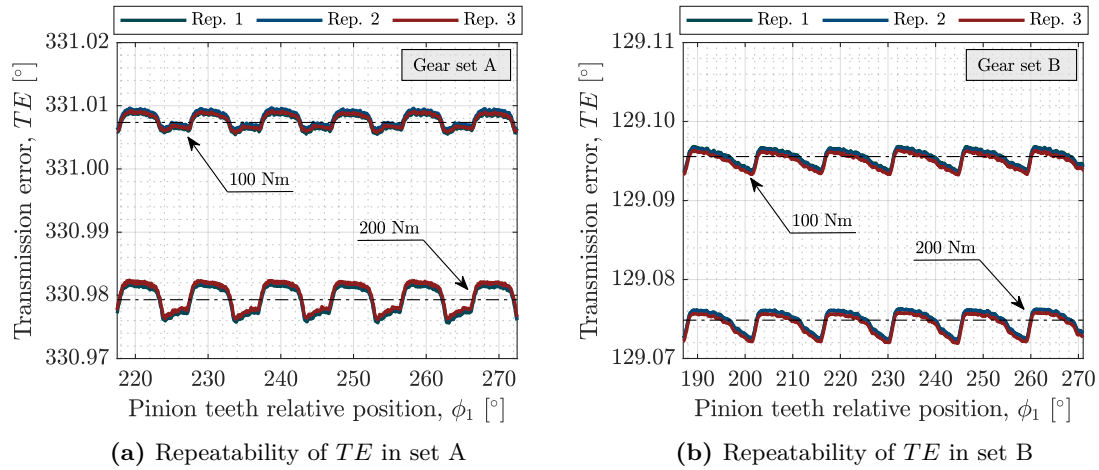 Rep. 1 Rep. 2 Rep. 3
Gear set A
331.02
331.01
331.00
330.99
330.98
330.97
Transmission error, TE [°]
100 Nm
200 Nm
220 230 240 250 260 270
Pinion teeth relative position, ϕ₁ [°]
(a) Repeatability of TE in set A
Rep. 1 Rep. 2 Rep. 3
Gear set B
129.11
129.10
129.09
129.08
129.07
Transmission error, TE [°]
100 Nm
200 Nm
190 200 210 220 230 240 250 260 270
Pinion teeth relative position, ϕ₁ [°]
(b) Repeatability of TE in set B